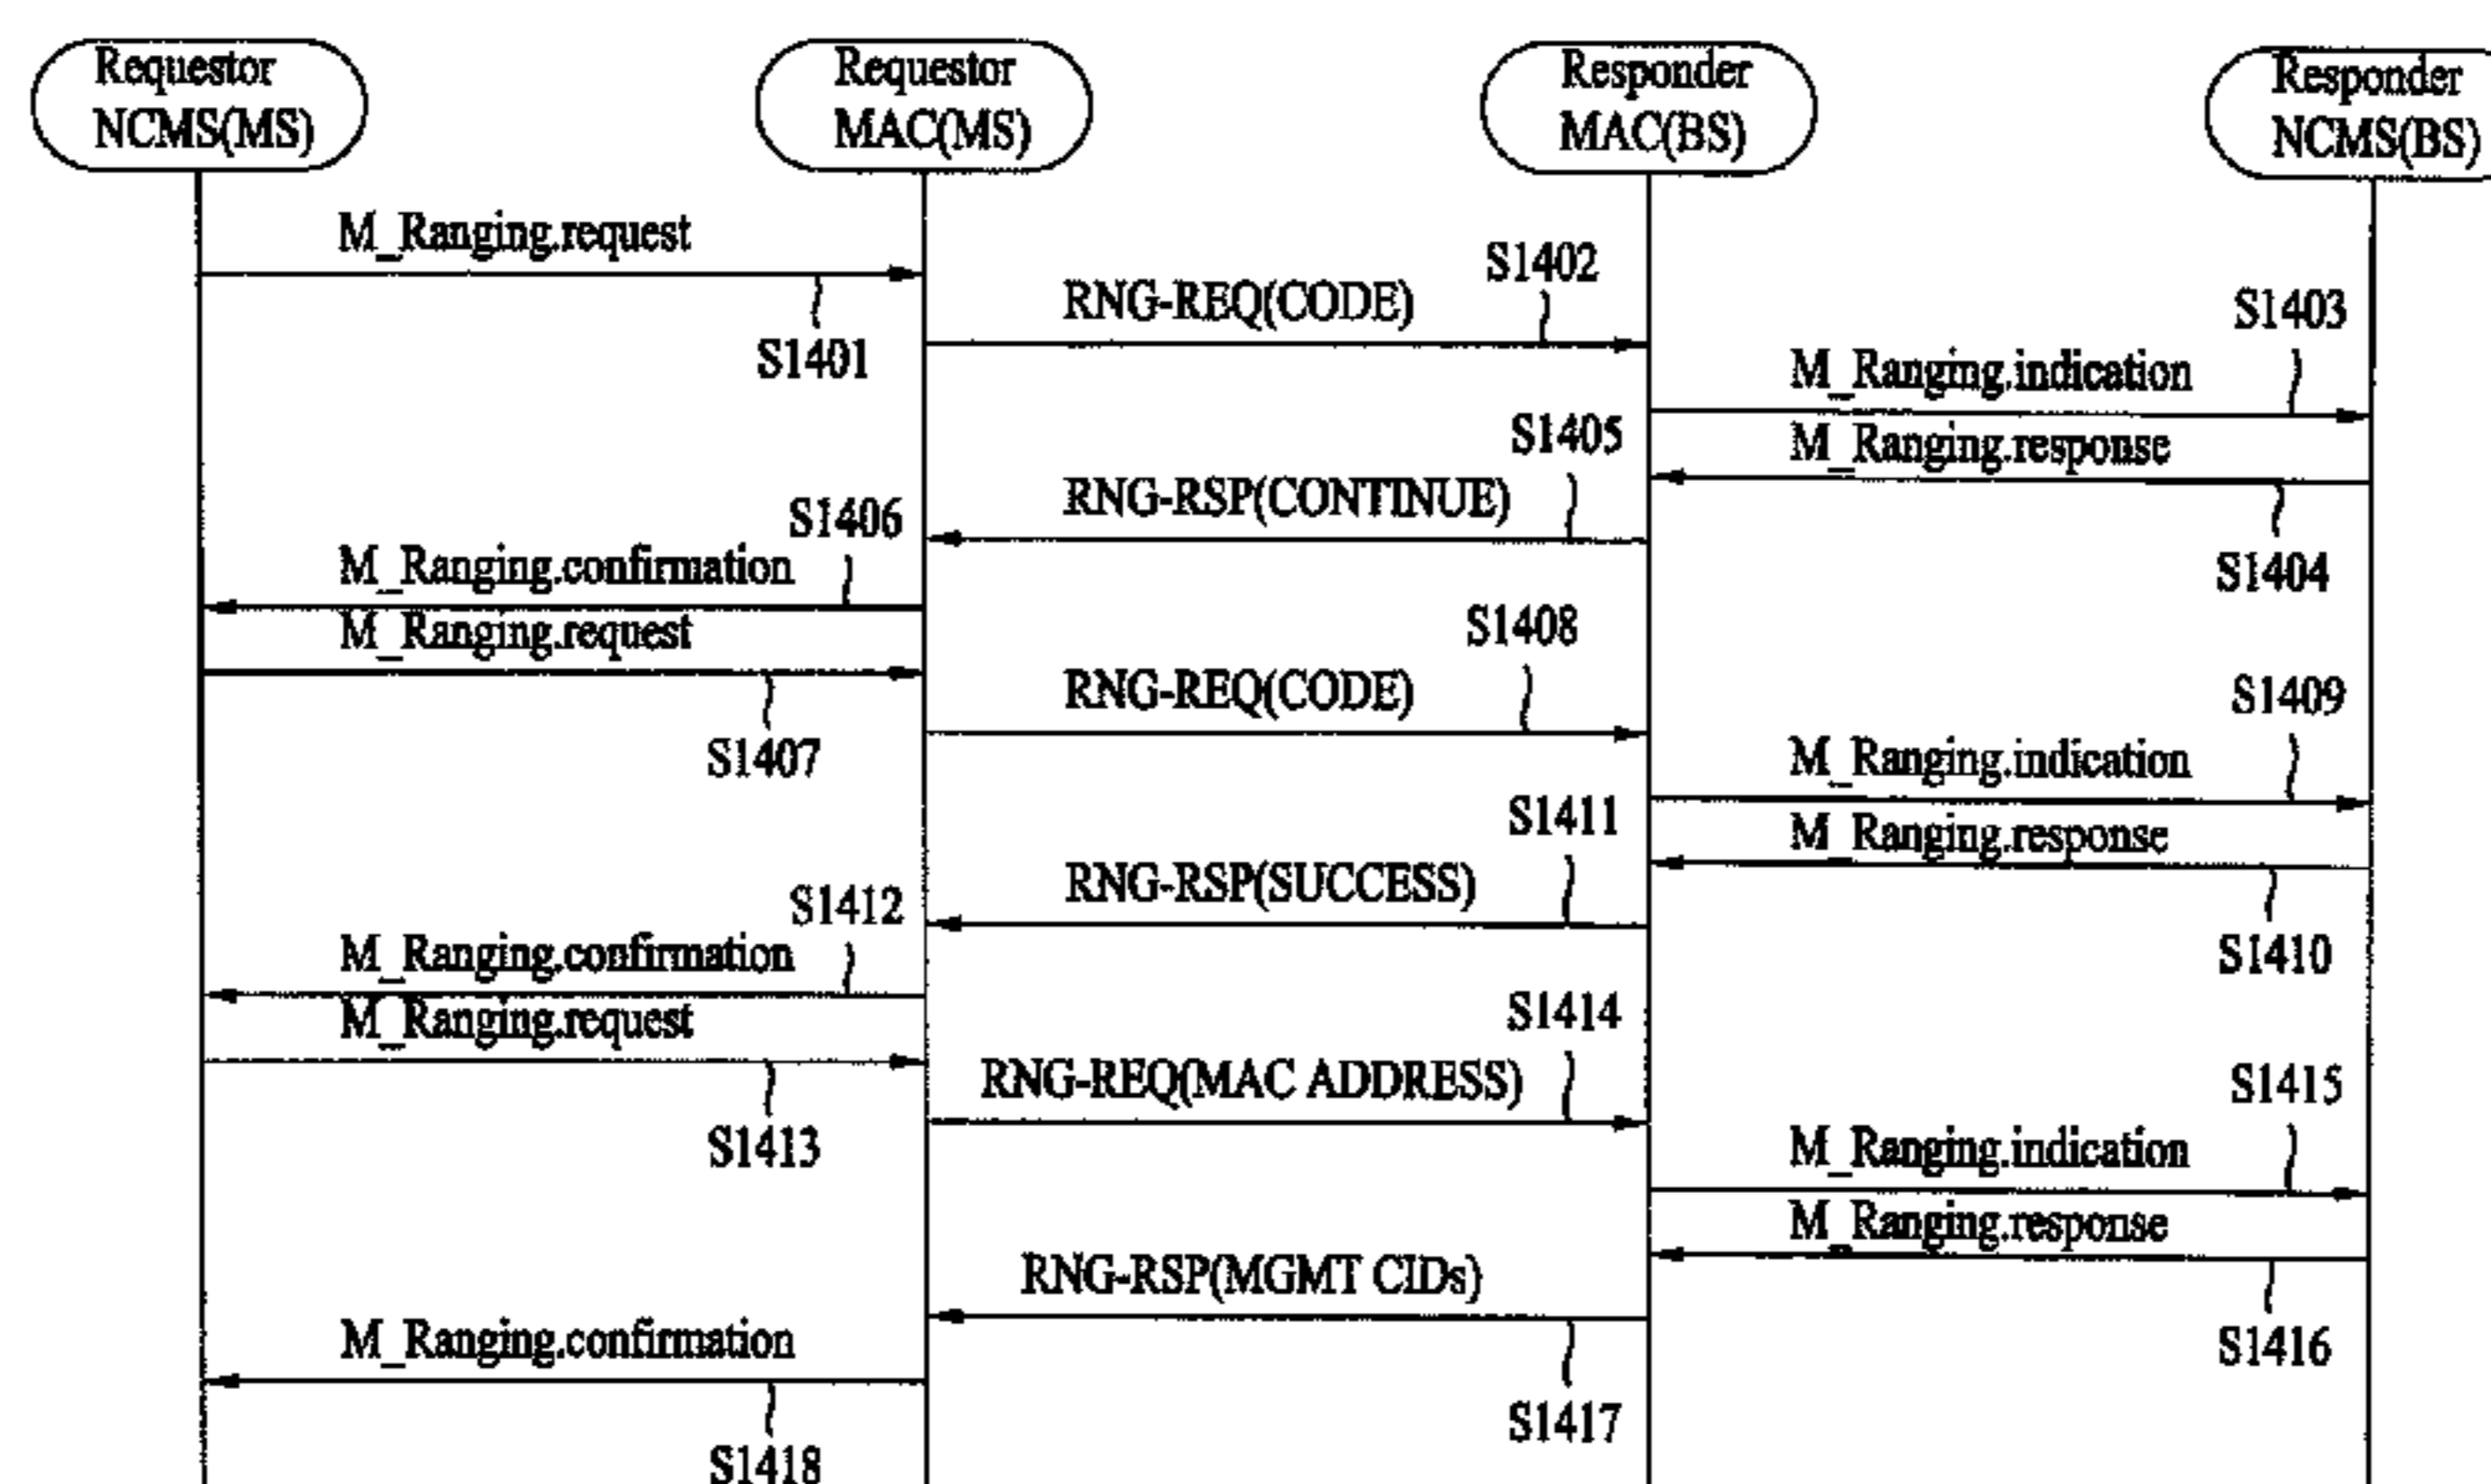 Requestor
NCMS(MS)
Requestor
MAC(MS)
Responder
MAC(BS)
Responder
NCMS(BS)
M_Ranging.request
S1401
RNG-REQ(CODE)
S1402
S1403
M_Ranging.indication
M_Ranging.response
S1404
S1405
RNG-RSP(CONTINUE)
S1406
M_Ranging.confirmation
M_Ranging.request
S1407
S1408
RNG-REQ(CODE)
S1409
M_Ranging.indication
M_Ranging.response
S1410
S1411
RNG-RSP(SUCCESS)
S1412
M_Ranging.confirmation
M_Ranging.request
S1413
S1414
RNG-REQ(MAC ADDRESS)
S1415
M_Ranging.indication
M_Ranging.response
S1416
RNG-RSP(MGMT CIDs)
S1417
M_Ranging.confirmation
S1418